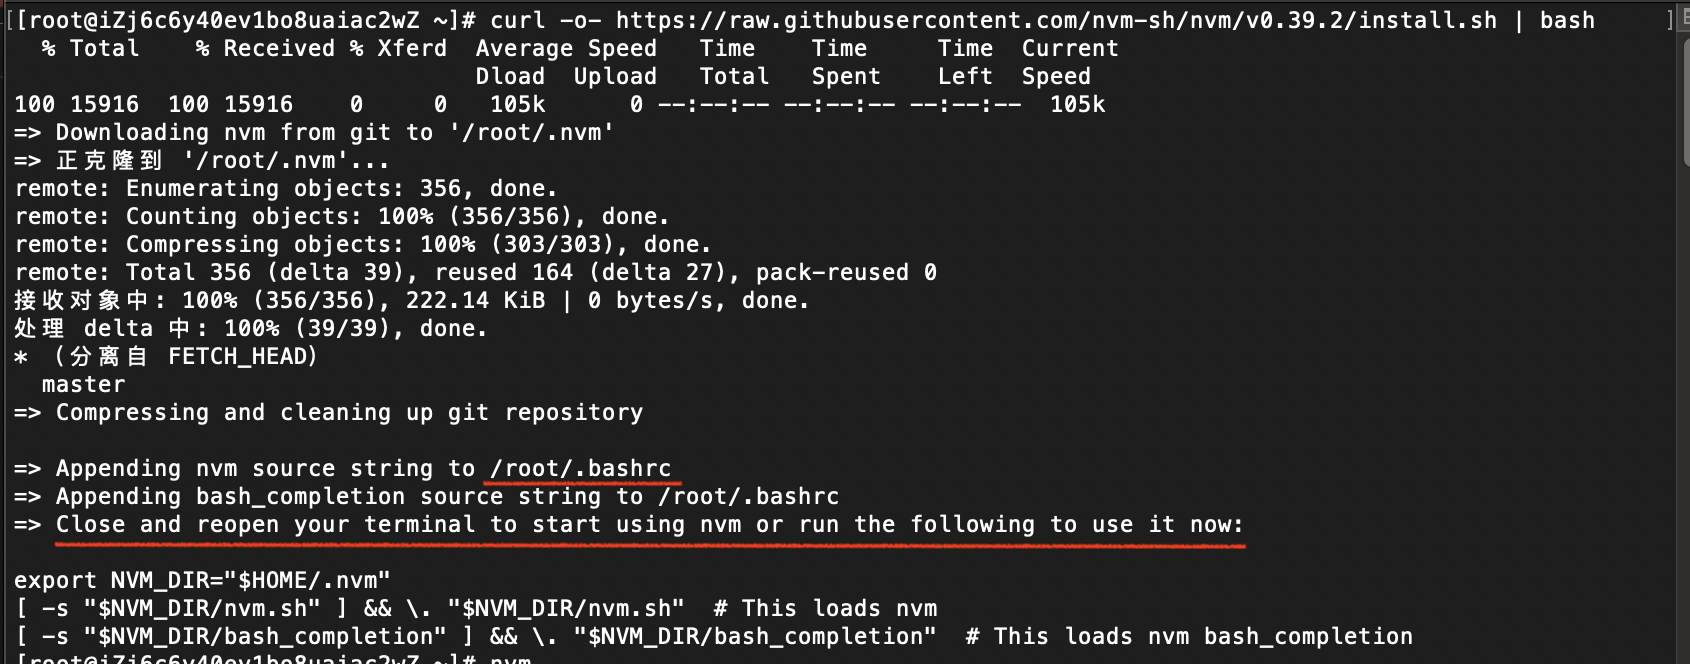 [[root@iZj6c6y40ev1bo8uaiac2wZ ~]# curl -o- https://raw.githubusercontent.com/nvm-sh/nvm/v0.39.2/install.sh | bash ]
% Total % Received % Xferd Average Speed Time Time Time Current
Dload Upload Total Spent Left Speed
100 15916 100 15916 0 0 105k 0 --:--:-- --:--:-- --:--:-- 105k
=> Downloading nvm from git to '/root/.nvm'
=> 正克隆到 '/root/.nvm'...
remote: Enumerating objects: 356, done.
remote: Counting objects: 100% (356/356), done.
remote: Compressing objects: 100% (303/303), done.
remote: Total 356 (delta 39), reused 164 (delta 27), pack-reused 0
接收对象中: 100% (356/356), 222.14 KiB | 0 bytes/s, done.
处理 delta 中: 100% (39/39), done.
* （分离自 FETCH_HEAD）
master
=> Compressing and cleaning up git repository
=> Appending nvm source string to /root/.bashrc
=> Appending bash_completion source string to /root/.bashrc
=> Close and reopen your terminal to start using nvm or run the following to use it now:
export NVM_DIR="$HOME/.nvm"
[ -s "$NVM_DIR/nvm.sh" ] && \. "$NVM_DIR/nvm.sh" # This loads nvm
[ -s "$NVM_DIR/bash_completion" ] && \. "$NVM_DIR/bash_completion" # This loads nvm bash_completion
[root@iZj6c6y40ev1bo8uaiac2wZ ~]# nvm